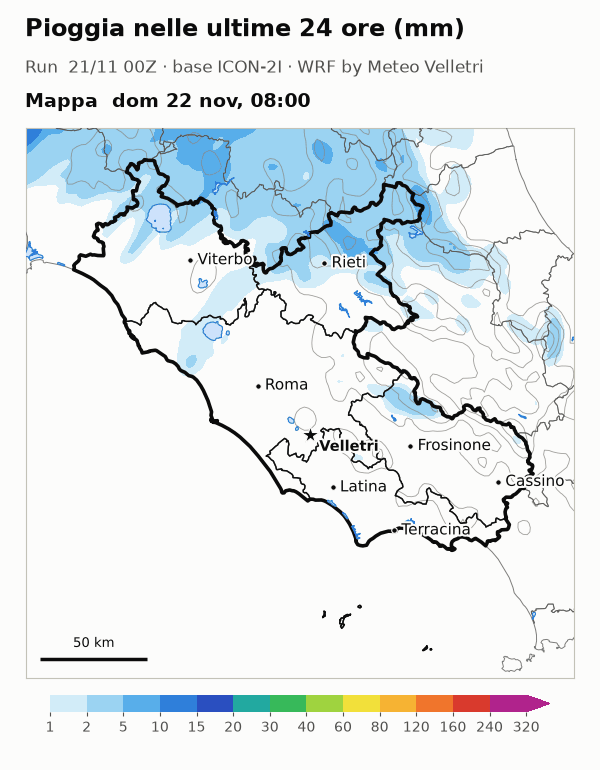 Pioggia nelle ultime 24 ore (mm)
Run 21/11 00Z · base ICON-2I · WRF by Meteo Velletri
Mappa dom 22 nov, 08:00
Viterbo
Rieti
Roma
Velletri
Frosinone
Cassino
Latina
Terracina
50 km
1 2 5 10 15 20 30 40 60 80 120 160 240 320